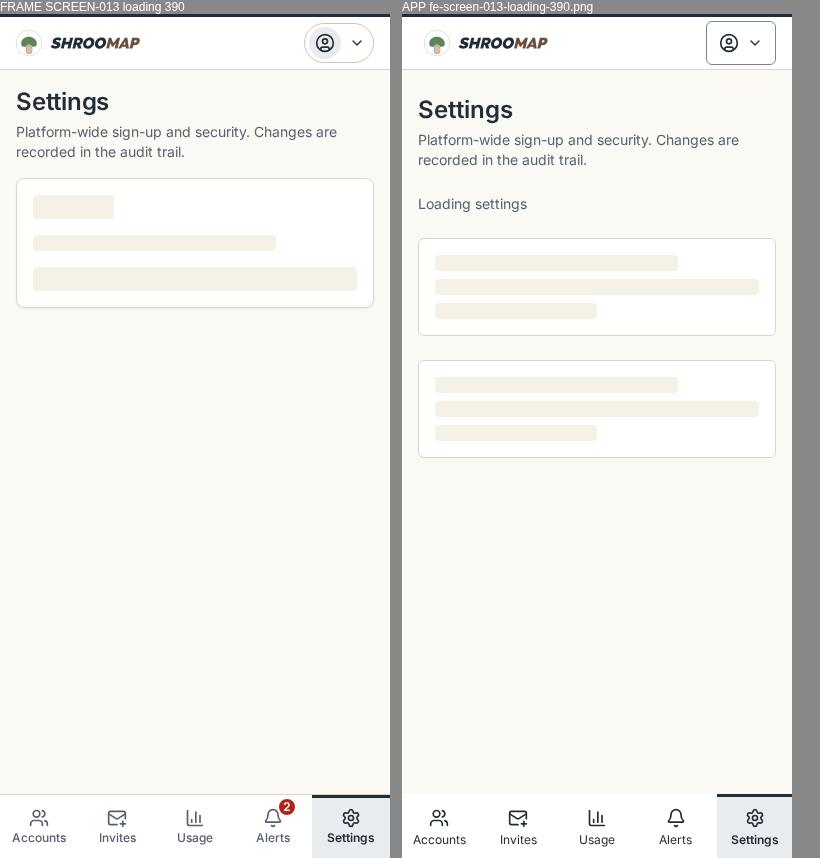 FRAME SCREEN-013 loading 390
SHROOMAP
Settings
Platform-wide sign-up and security. Changes are
recorded in the audit trail.
Accounts
Invites
Usage
2
Alerts
Settings
APP fe-screen-013-loading-390.png
SHROOMAP
Settings
Platform-wide sign-up and security. Changes are
recorded in the audit trail.
Loading settings
Accounts
Invites
Usage
Alerts
Settings